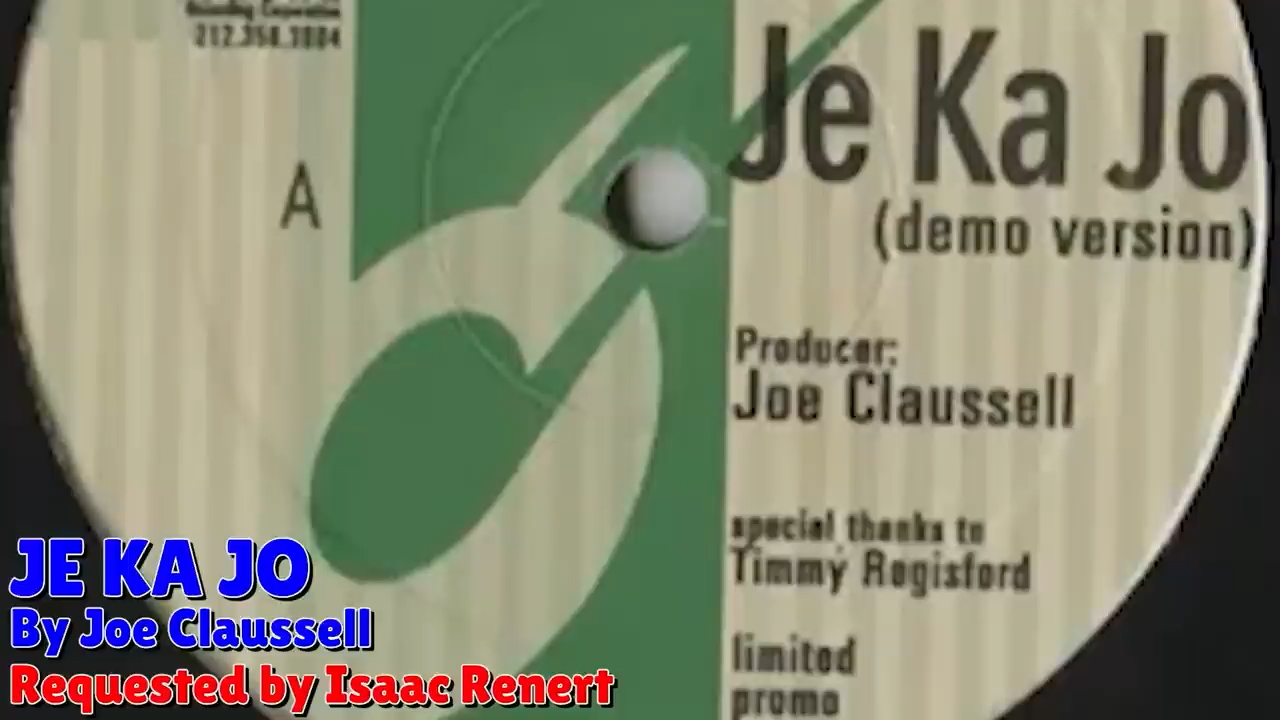 212.358.1004
A
Je Ka Jo
(demo version)
Producer:
Joe Claussell
special thanks to
Timmy Regisford
limited
promo
JE KA JO
By Joe Claussell
Requested by Isaac Renert